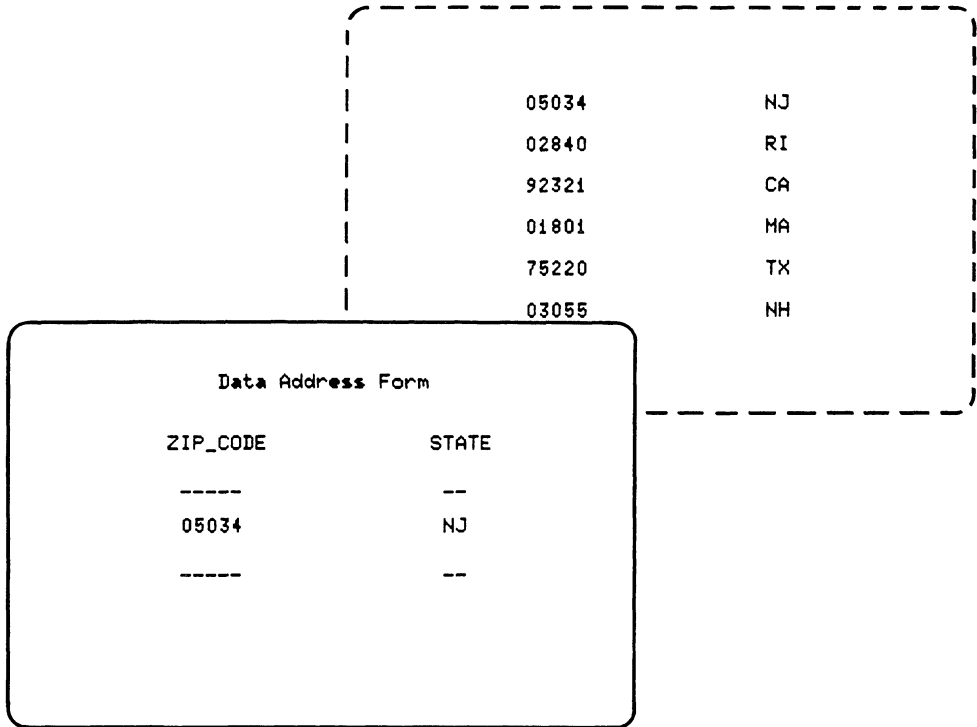 05034 NJ
02840 RI
92321 CA
01801 MA
75220 TX
03055 NH
Data Address Form
ZIP_CODE STATE
----- --
05034 NJ
----- --